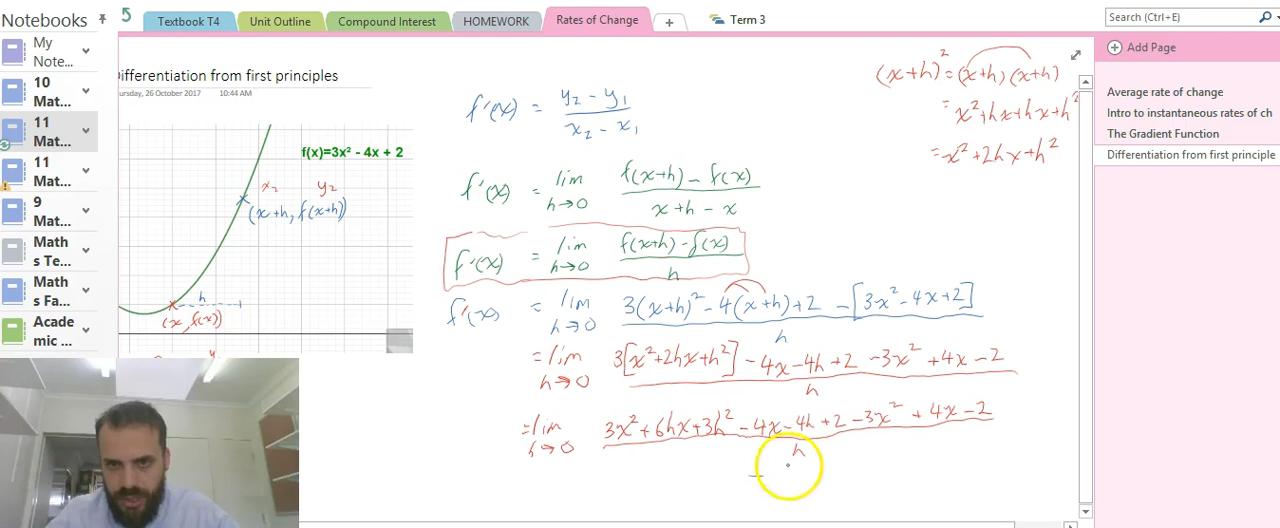 Notebooks
Textbook T4
Unit Outline
Compound Interest
HOMEWORK
Rates of Change
Term 3
Search (Ctrl+E)
My
Note...
10
Mat...
11
Mat...
11
Mat...
9
Mat...
Math
s Te...
Math
s Fa...
Acade
mic ...
Add Page
Average rate of change
Intro to instantaneous rates of ch
The Gradient Function
Differentiation from first principle
ifferentiation from first principles
ursday, 26 October 2017 10:44 AM
f(x)=3x² - 4x + 2
x₂ y₂
(x+h, f(x+h))
h
(x, f(x))
y
f'(x) = y₂ - y₁ / x₂ - x₁
f'(x) = lim h→0 f(x+h) - f(x) / x+h - x
f'(x) = lim h→0 f(x+h) - f(x) / h
f'(x) = lim h→0 3(x+h)² - 4(x+h) + 2 - [3x² - 4x + 2] / h
= lim h→0 3[x² + 2hx + h²] - 4x - 4h + 2 - 3x² + 4x - 2 / h
= lim h→0 3x² + 6hx + 3h² - 4x - 4h + 2 - 3x² + 4x - 2 / h
(x+h)² = (x+h)(x+h)
= x² + hx + hx + h²
= x² + 2hx + h²